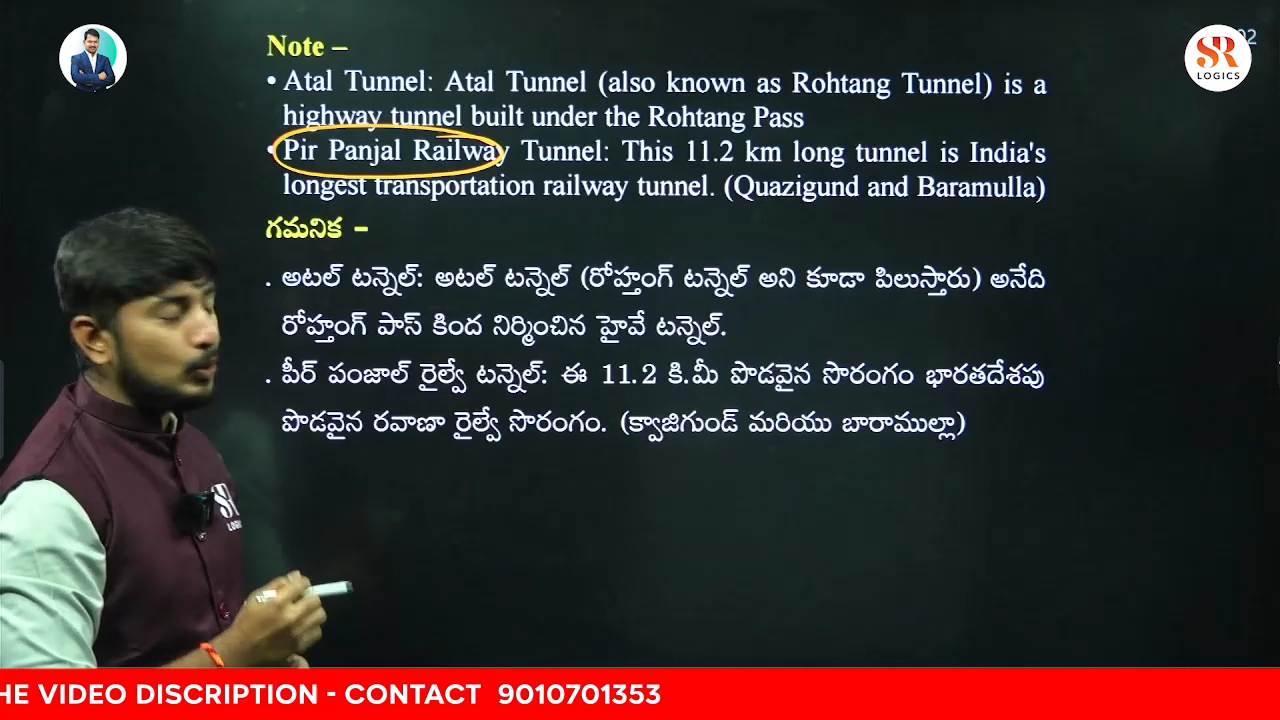 Note –
• Atal Tunnel: Atal Tunnel (also known as Rohtang Tunnel) is a
highway tunnel built under the Rohtang Pass
• Pir Panjal Railway Tunnel: This 11.2 km long tunnel is India's
longest transportation railway tunnel. (Quazigund and Baramulla)
గమనిక –
. అటల్ టన్నెల్: అటల్ టన్నెల్ (రోహ్తంగ్ టన్నెల్ అని కూడా పిలుస్తారు) అనేది
రోహ్తంగ్ పాస్ కింద నిర్మించిన హైవే టన్నెల్.
. పీర్ పంజాల్ రైల్వే టన్నెల్: ఈ 11.2 కి.మీ పొడవైన సొరంగం భారతదేశపు
పొడవైన రవాణా రైల్వే సొరంగం. (క్వాజిగుండ్ మరియు బారాముల్లా)
SR
LOGICS
02
SR
LOGIC
HE VIDEO DISCRIPTION - CONTACT 9010701353